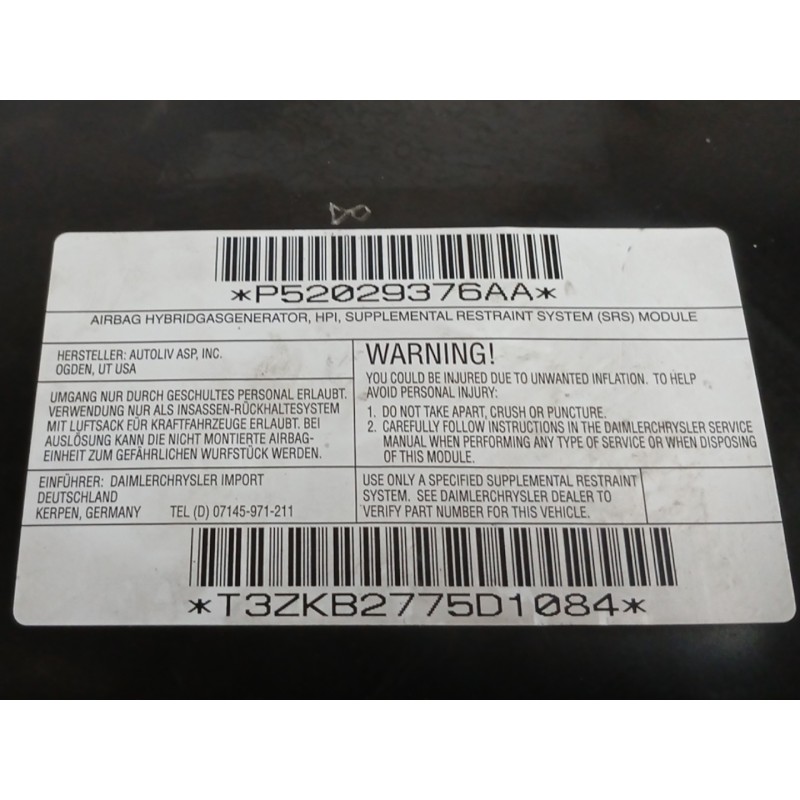 *P52029376AA*
AIRBAG HYBRIDGASGENERATOR, HPI, SUPPLEMENTAL RESTRAINT SYSTEM (SRS) MODULE
HERSTELLER: AUTOLIV ASP, INC.
OGDEN, UT USA
UMGANG NUR DURCH GESCHULTES PERSONAL ERLAUBT.
VERWENDUNG NUR ALS INSASSEN-RÜCKHALTESYSTEM
MIT LUFTSACK FÜR KRAFTFAHRZEUGE ERLAUBT. BEI
AUSLÖSUNG KANN DIE NICHT MONTIERTE AIRBAG-
EINHEIT ZUM GEFÄHRLICHEN WURFSTÜCK WERDEN.
EINFÜHRER: DAIMLERCHRYSLER IMPORT
DEUTSCHLAND
KERPEN, GERMANY TEL (D) 07145-971-211
WARNING!
YOU COULD BE INJURED DUE TO UNWANTED INFLATION. TO HELP
AVOID PERSONAL INJURY:
1. DO NOT TAKE APART, CRUSH OR PUNCTURE.
2. CAREFULLY FOLLOW INSTRUCTIONS IN THE DAIMLERCHRYSLER SERVICE
MANUAL WHEN PERFORMING ANY TYPE OF SERVICE OR WHEN DISPOSING
OF THIS MODULE.
USE ONLY A SPECIFIED SUPPLEMENTAL RESTRAINT
SYSTEM. SEE DAIMLERCHRYSLER DEALER TO
VERIFY PART NUMBER FOR THIS VEHICLE.
*T3ZKB2775D1084*